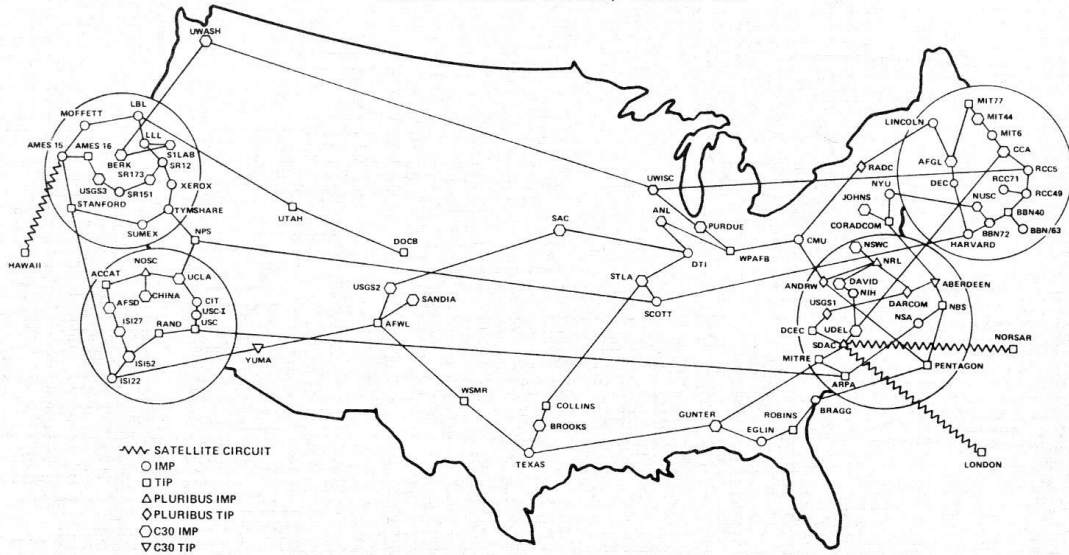 UWASH
MOFFETT
LBL
AMES 15
AMES 16
LLL
S1LAB
BERK
SR12
SR173
USGS3
SR151
XEROX
STANFORD
TYMSHARE
SUMEX
UTAH
NPS
DOCB
HAWAII
ACCAT
NOSC
UCLA
CHINA
AFSD
CIT
ISI27
USC-I
RAND
USC
ISI52
ISI22
YUMA
USGS2
SANDIA
AFWL
SAC
WSMR
COLLINS
BROOKS
TEXAS
UWISC
ANL
PURDUE
DTI
WPAFB
STLA
SCOTT
GUNTER
EGLIN
ROBINS
BRAGG
LINCOLN
MIT77
MIT44
MIT6
CCA
AFGL
RADC
RCC5
DEC
RCC71
NYU
NUSC
RCC49
JOHNS
BBN40
CORADCOM
BBN72
BBN/63
HARVARD
CMU
NSWC
NRL
ANDRW
DAVID
NIH
ABERDEEN
USGS1
DARCOM
NBS
NSA
DCEC
UDEL
SDAC
NORSAR
MITRE
PENTAGON
ARPA
LONDON
SATELLITE CIRCUIT
IMP
TIP
PLURIBUS IMP
PLURIBUS TIP
C30 IMP
C30 TIP